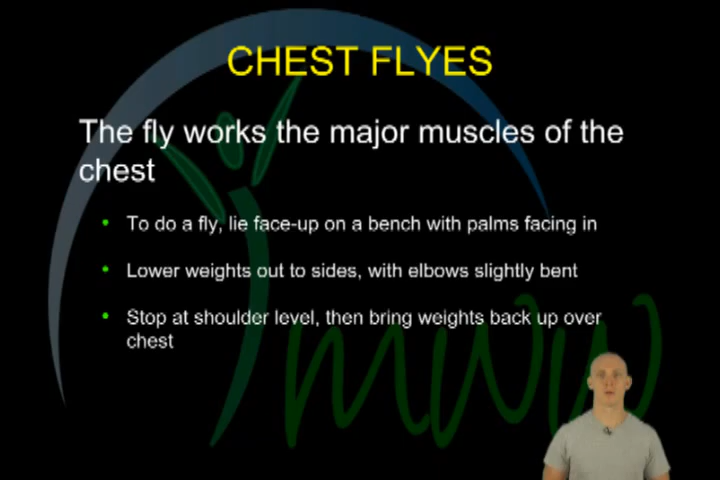 CHEST FLYES
The fly works the major muscles of the
chest
• To do a fly, lie face-up on a bench with palms facing in
• Lower weights out to sides, with elbows slightly bent
• Stop at shoulder level, then bring weights back up over
chest
mww